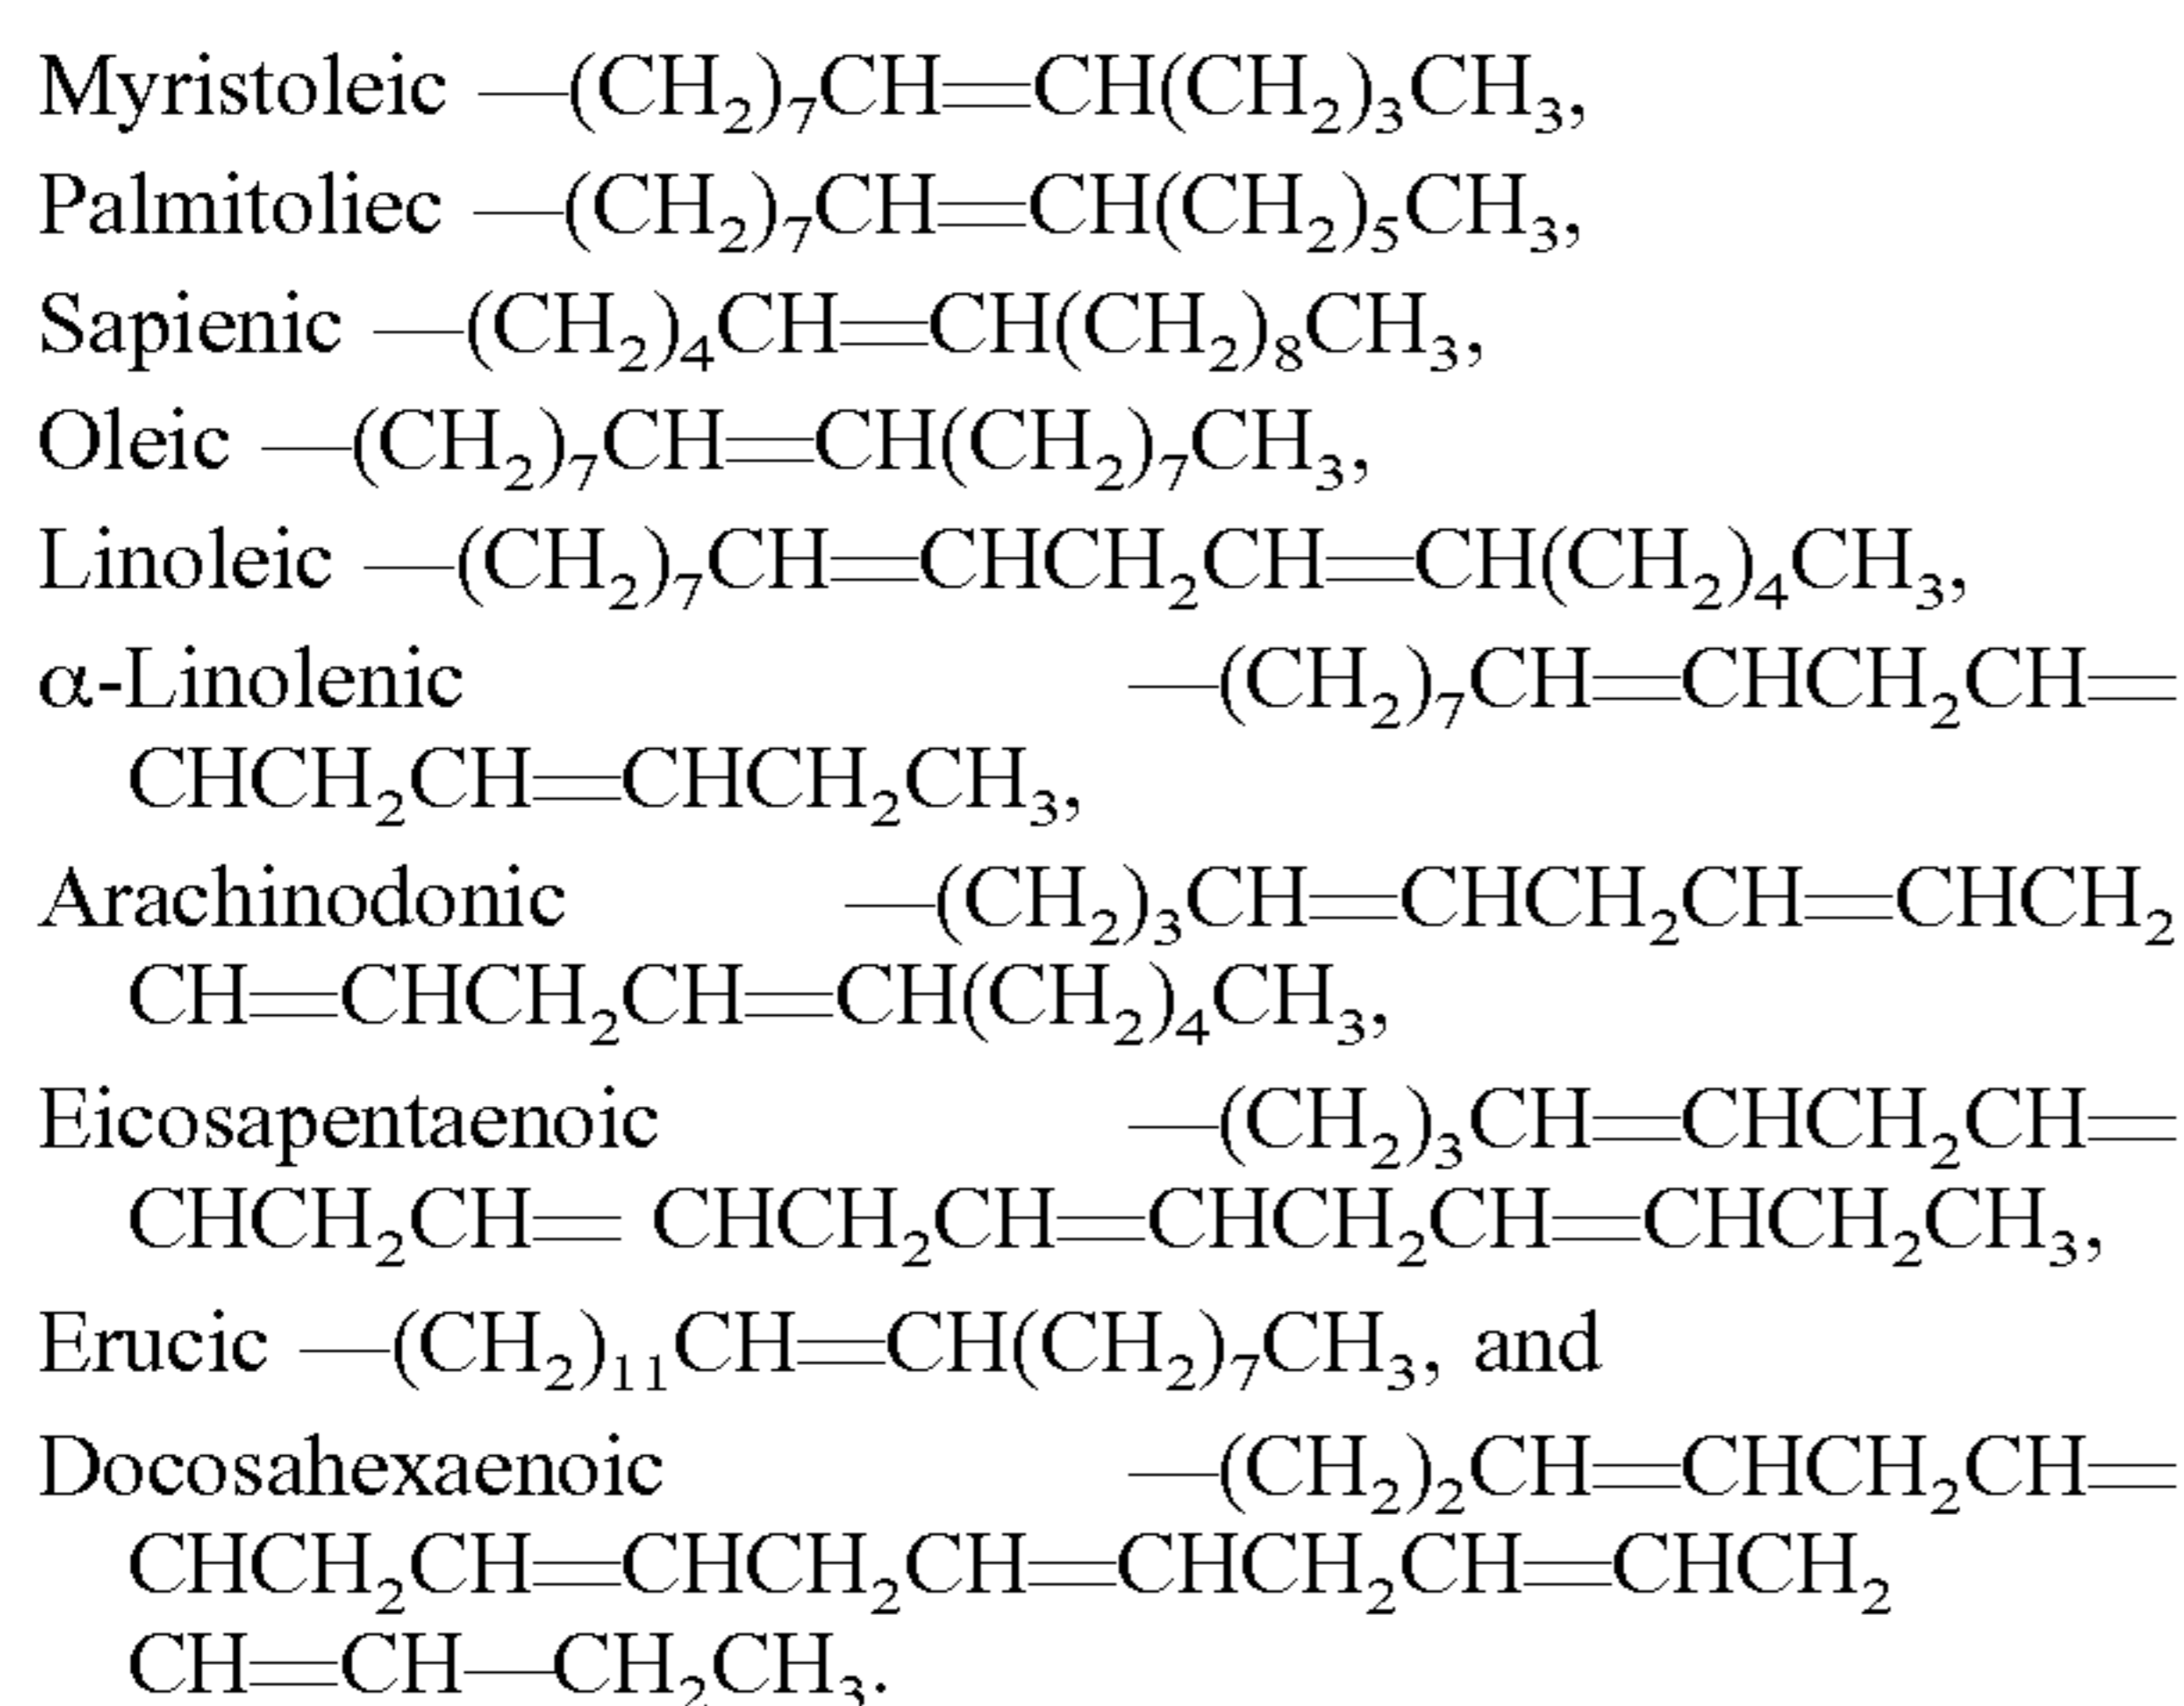 Myristoleic —(CH₂)₇CH═CH(CH₂)₃CH₃,
Palmitoliec —(CH₂)₇CH═CH(CH₂)₅CH₃,
Sapienic —(CH₂)₄CH═CH(CH₂)₈CH₃,
Oleic —(CH₂)₇CH═CH(CH₂)₇CH₃,
Linoleic —(CH₂)₇CH═CHCH₂CH═CH(CH₂)₄CH₃,
α-Linolenic —(CH₂)₇CH═CHCH₂CH═
CHCH₂CH═CHCH₂CH₃,
Arachinodonic —(CH₂)₃CH═CHCH₂CH═CHCH₂
CH═CHCH₂CH═CH(CH₂)₄CH₃,
Eicosapentaenoic —(CH₂)₃CH═CHCH₂CH═
CHCH₂CH═ CHCH₂CH═CHCH₂CH═CHCH₂CH₃,
Erucic —(CH₂)₁₁CH═CH(CH₂)₇CH₃, and
Docosahexaenoic —(CH₂)₂CH═CHCH₂CH═
CHCH₂CH═CHCH₂CH═CHCH₂CH═CHCH₂
CH═CH—CH₂CH₃.